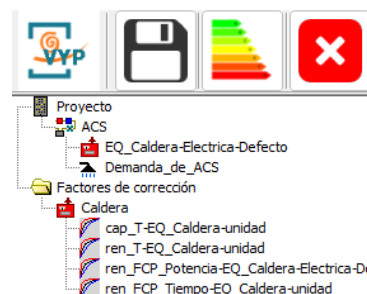 VYP
Proyecto
ACS
EQ_Caldera-Electrica-Defecto
Demanda_de_ACS
Factores de corrección
Caldera
cap_T-EQ_Caldera-unidad
ren_T-EQ_Caldera-unidad
ren_FCP_Potencia-EQ_Caldera-Electrica-D
ren_FCP_Tiempo-EQ_Caldera-unidad